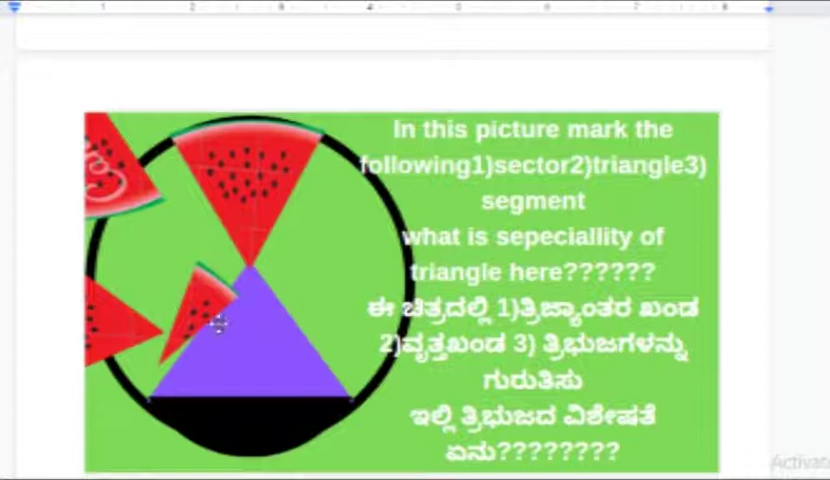 In this picture mark the
following1)sector2)triangle3)
segment
what is sepeciallity of
triangle here??????
ಈ ಚಿತ್ರದಲ್ಲಿ 1)ತ್ರಿಜ್ಯಾಂತರ ಖಂಡ
2)ವೃತ್ತಖಂಡ 3) ತ್ರಿಭುಜಗಳನ್ನು
ಗುರುತಿಸು
ಇಲ್ಲಿ ತ್ರಿಭುಜದ ವಿಶೇಷತೆ
ಏನು????????